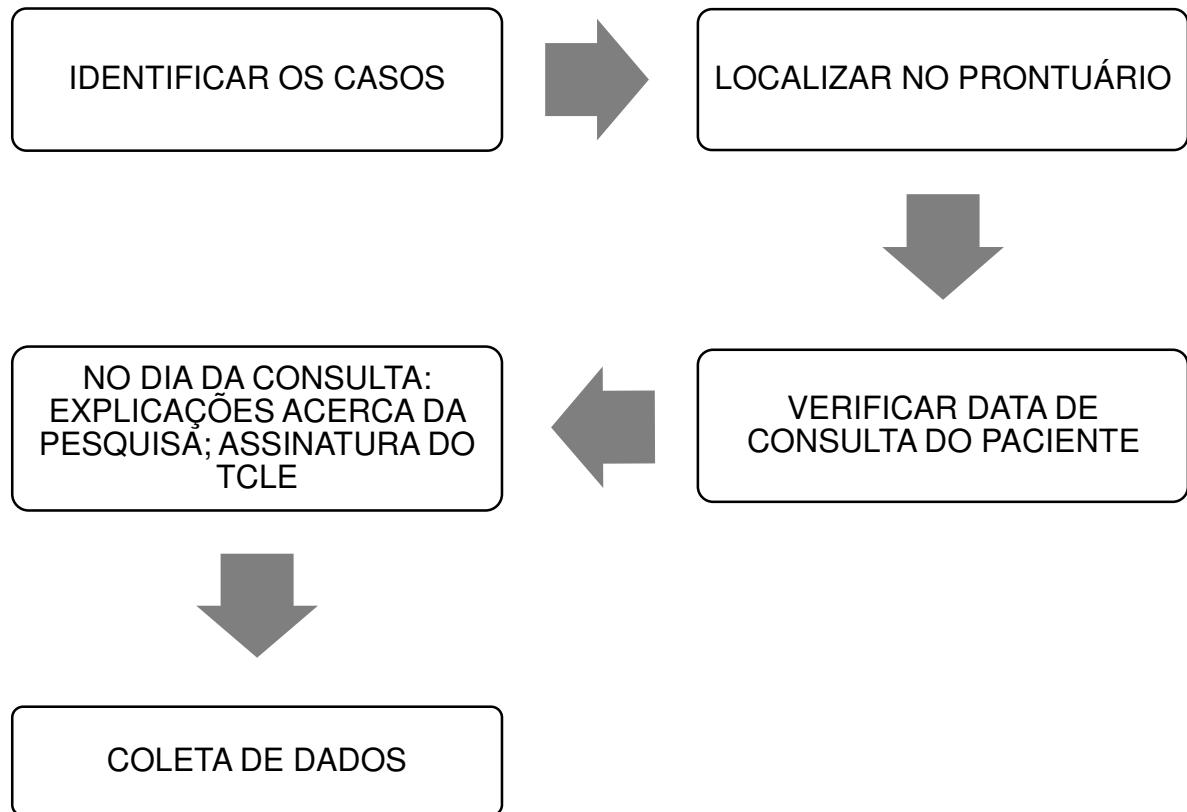 IDENTIFICAR OS CASOS
LOCALIZAR NO PRONTUÁRIO
VERIFICAR DATA DE
CONSULTA DO PACIENTE
NO DIA DA CONSULTA:
EXPLICAÇÕES ACERCA DA
PESQUISA; ASSINATURA DO
TCLE
COLETA DE DADOS